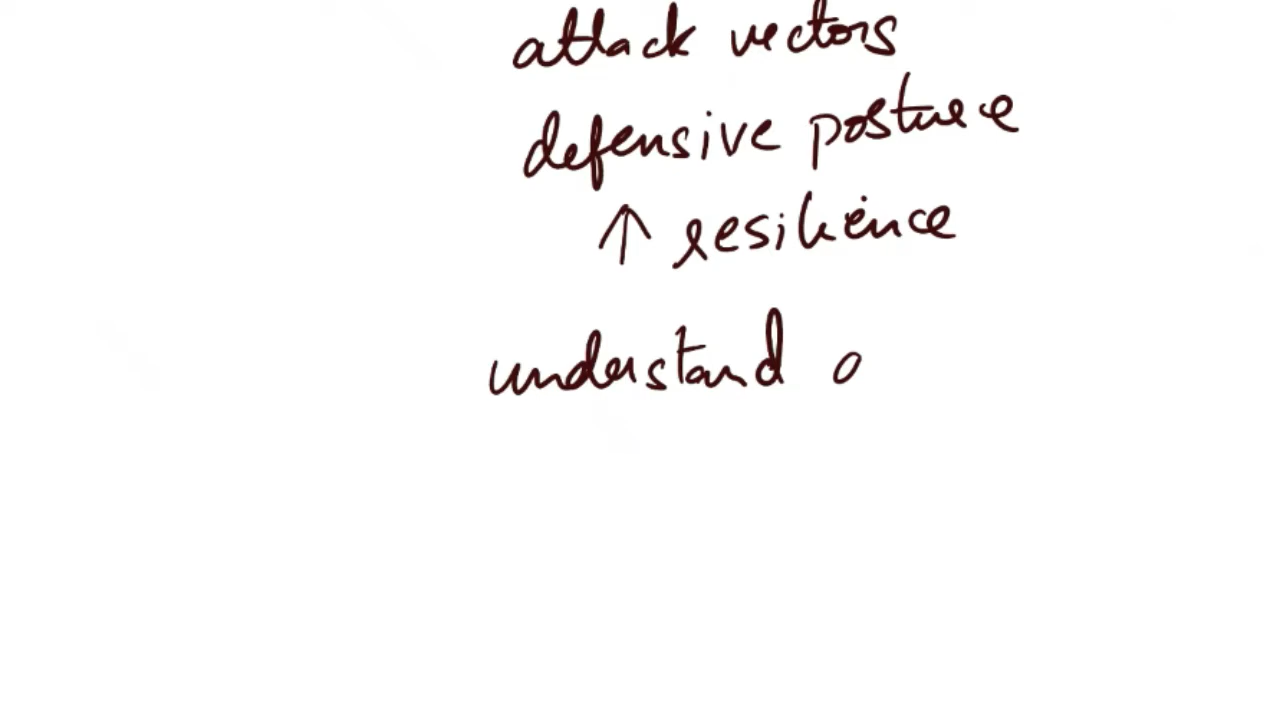 attack vectors
defensive posture
↑ resilience
understand o